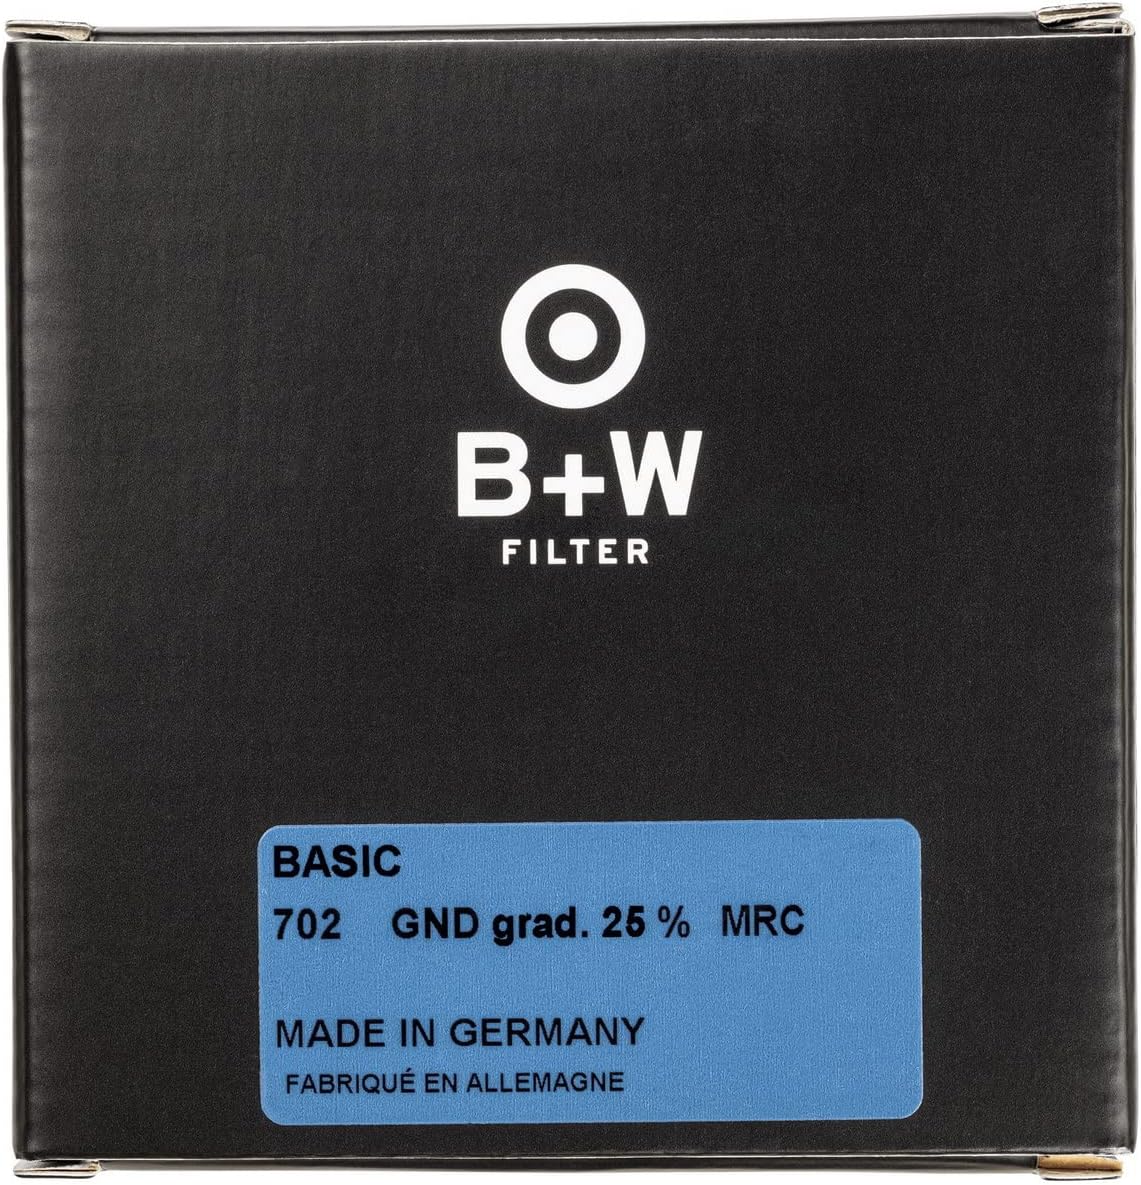 B+W
FILTER
BASIC
702 GND grad. 25 % MRC
MADE IN GERMANY
FABRIQUÉ EN ALLEMAGNE